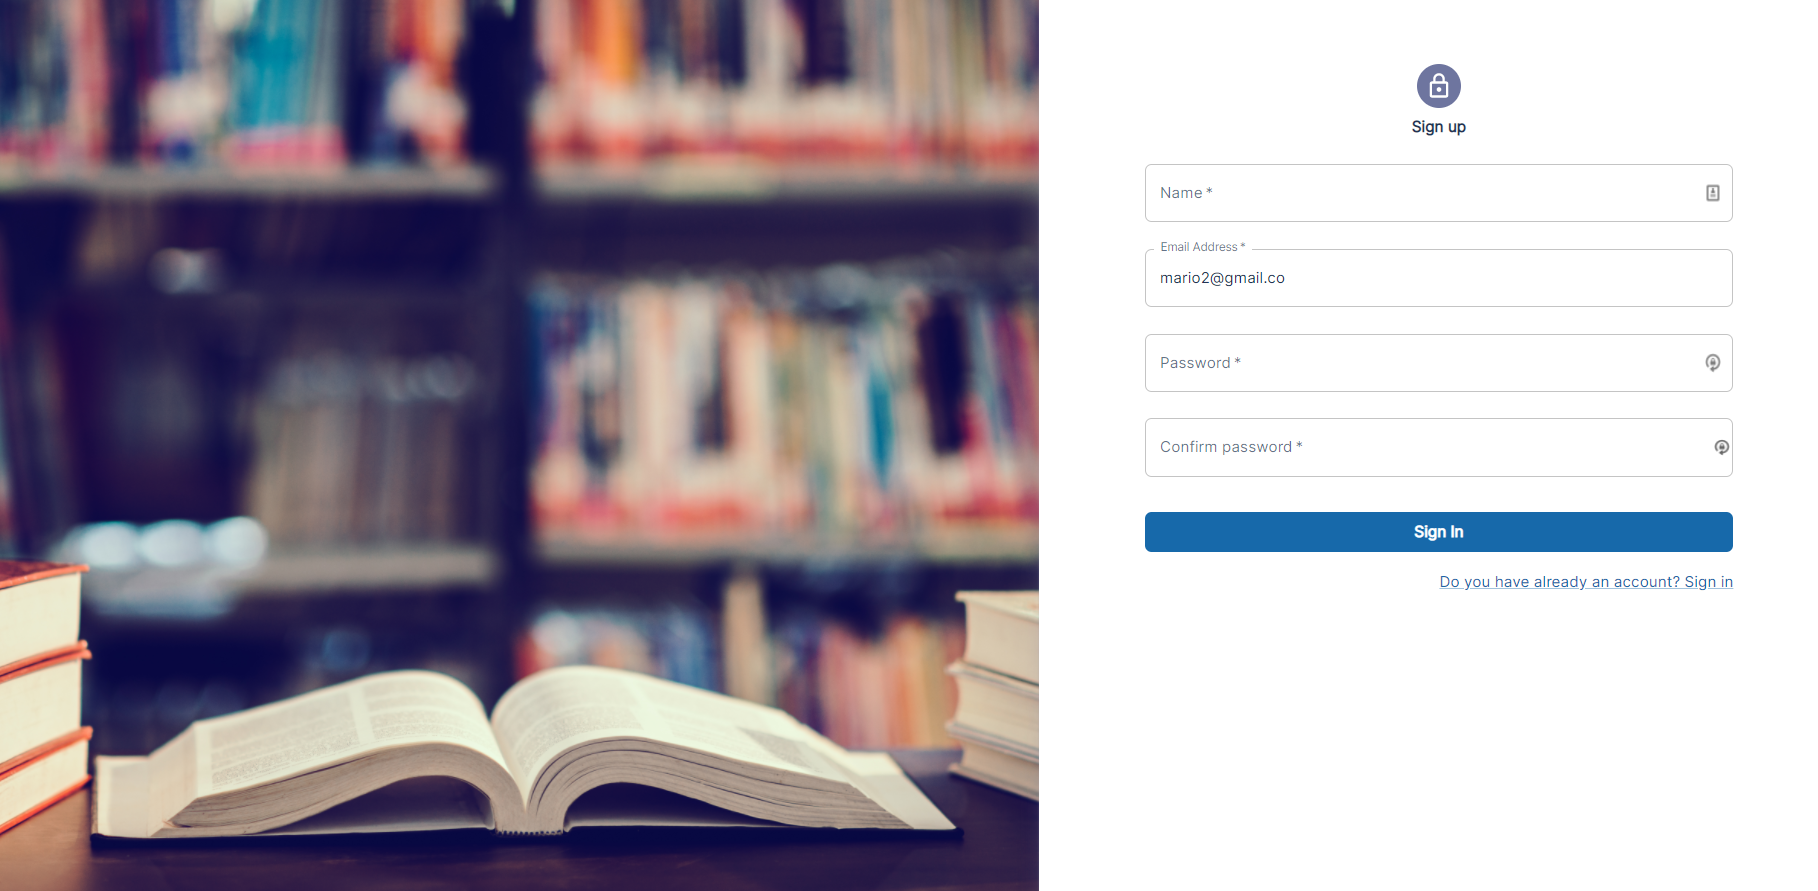 Sign up
Name *
Email Address *
mario2@gmail.co
Password *
Confirm password *
Sign In
Do you have already an account? Sign in